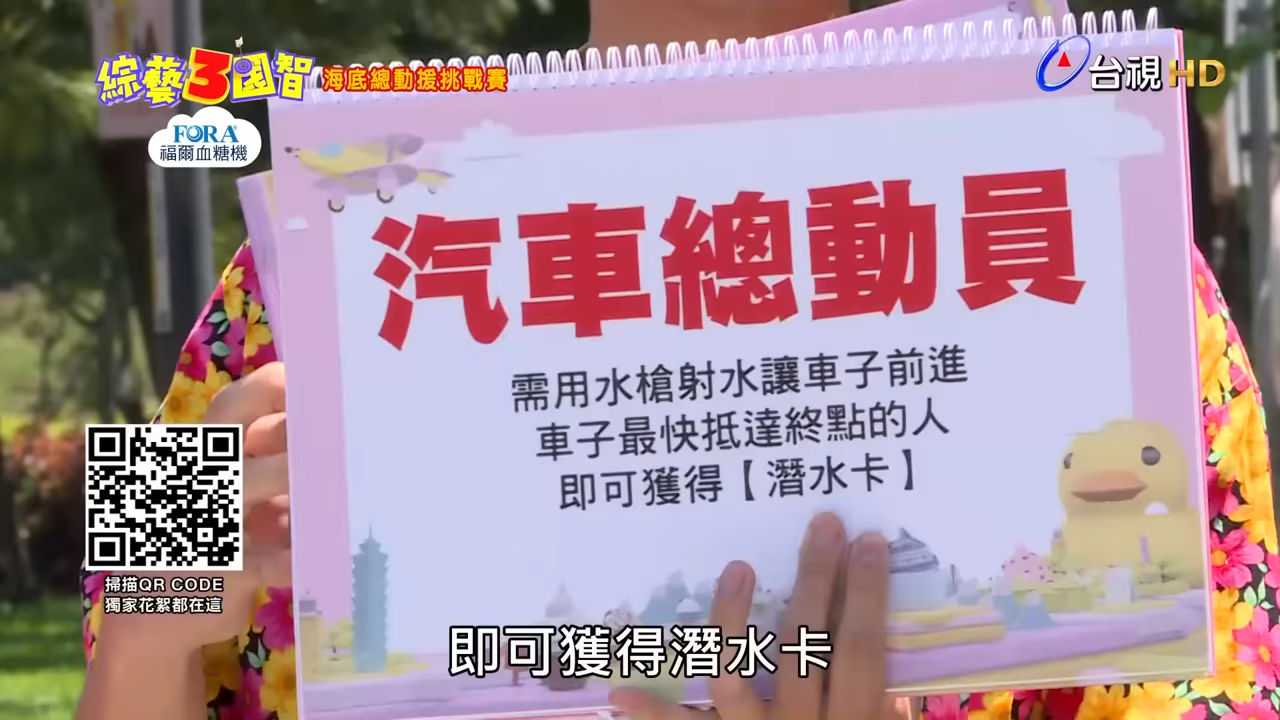 綜藝3國智
海底總動援挑戰賽
台視HD
FORA
福爾血糖機
汽車總動員
需用水槍射水讓車子前進
車子最快抵達終點的人
即可獲得【潛水卡】
掃描QR CODE
獨家花絮都在這
即可獲得潛水卡